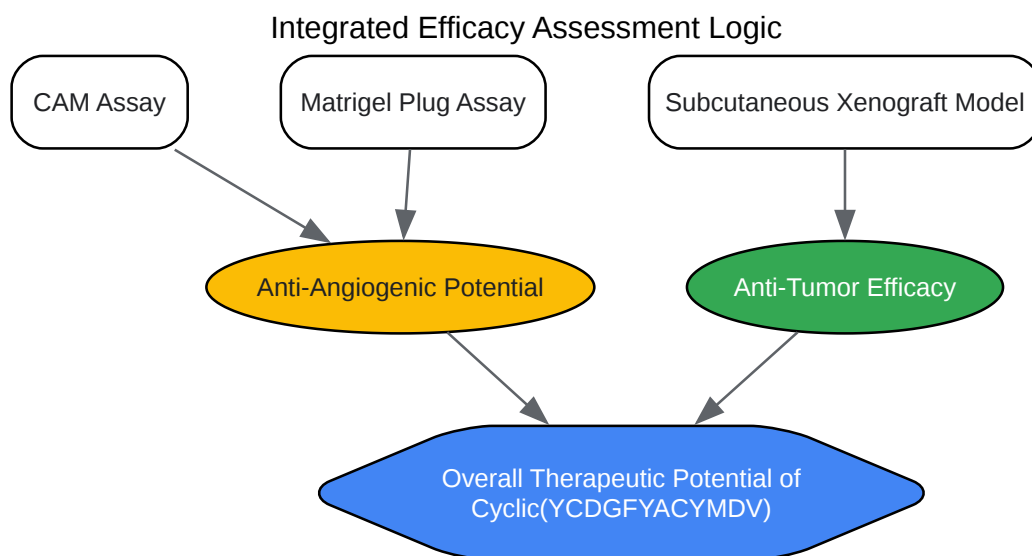 Integrated Efficacy Assessment Logic
CAM Assay
Matrigel Plug Assay
Subcutaneous Xenograft Model
Anti-Angiogenic Potential
Anti-Tumor Efficacy
Overall Therapeutic Potential of
Cyclic(YCDGFYACYMDV)